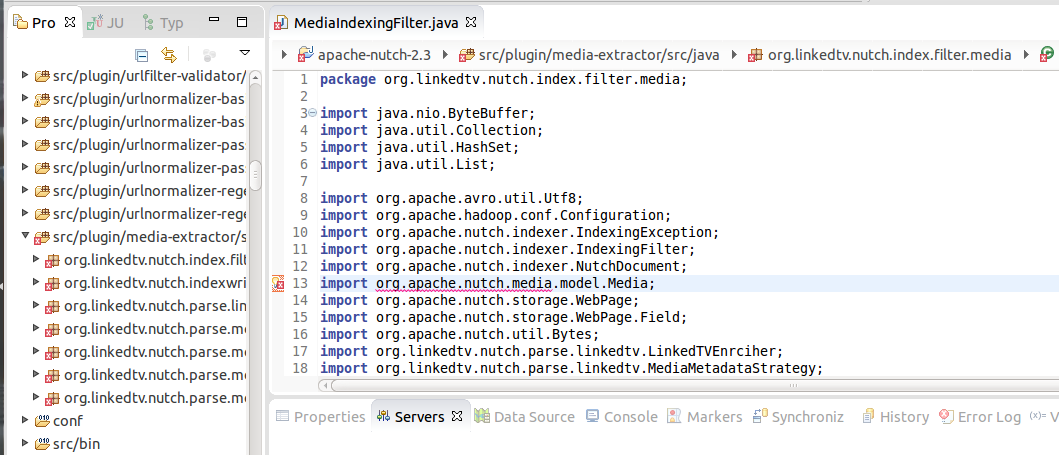 Pro JU Typ
src/plugin/urlfilter-validator/
src/plugin/urlnormalizer-bas
src/plugin/urlnormalizer-bas
src/plugin/urlnormalizer-pas
src/plugin/urlnormalizer-pas
src/plugin/urlnormalizer-rege
src/plugin/urlnormalizer-rege
src/plugin/media-extractor/s
org.linkedtv.nutch.index.filt
org.linkedtv.nutch.indexwri
org.linkedtv.nutch.parse.lin
org.linkedtv.nutch.parse.me
org.linkedtv.nutch.parse.me
org.linkedtv.nutch.parse.me
org.linkedtv.nutch.parse.me
conf
src/bin
MediaIndexingFilter.java
apache-nutch-2.3 src/plugin/media-extractor/src/java org.linkedtv.nutch.index.filter.media
1 package org.linkedtv.nutch.index.filter.media;
2
3 import java.nio.ByteBuffer;
4 import java.util.Collection;
5 import java.util.HashSet;
6 import java.util.List;
7
8 import org.apache.avro.util.Utf8;
9 import org.apache.hadoop.conf.Configuration;
10 import org.apache.nutch.indexer.IndexingException;
11 import org.apache.nutch.indexer.IndexingFilter;
12 import org.apache.nutch.indexer.NutchDocument;
13 import org.apache.nutch.media.model.Media;
14 import org.apache.nutch.storage.WebPage;
15 import org.apache.nutch.storage.WebPage.Field;
16 import org.apache.nutch.util.Bytes;
17 import org.linkedtv.nutch.parse.linkedtv.LinkedTVEnrciher;
18 import org.linkedtv.nutch.parse.linkedtv.MediaMetadataStrategy;
Properties Servers Data Source Console Markers Synchroniz History Error Log (x)= V